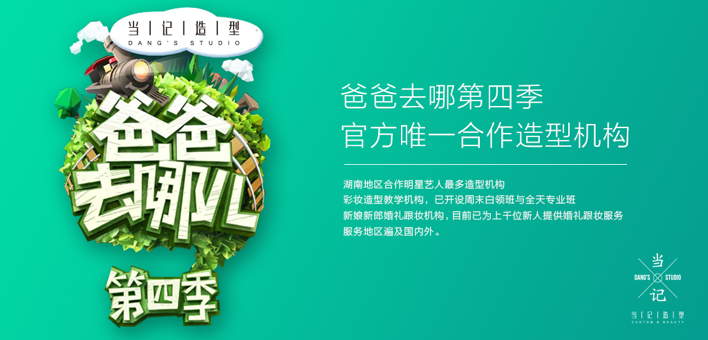 当|记|造|型
DANG'S STUDIO
爸爸
去哪儿
第四季
爸爸去哪第四季
官方唯一合作造型机构
湖南地区合作明星艺人最多造型机构
彩妆造型教学机构，已开设周末白领班与全天专业班
新娘新郎婚礼跟妆机构，目前已为上千位新人提供婚礼跟妆服务
服务地区遍及国内外。
当
DANG'S STUDIO
记
当|记|造|型
CUSTOM & BEAUTY